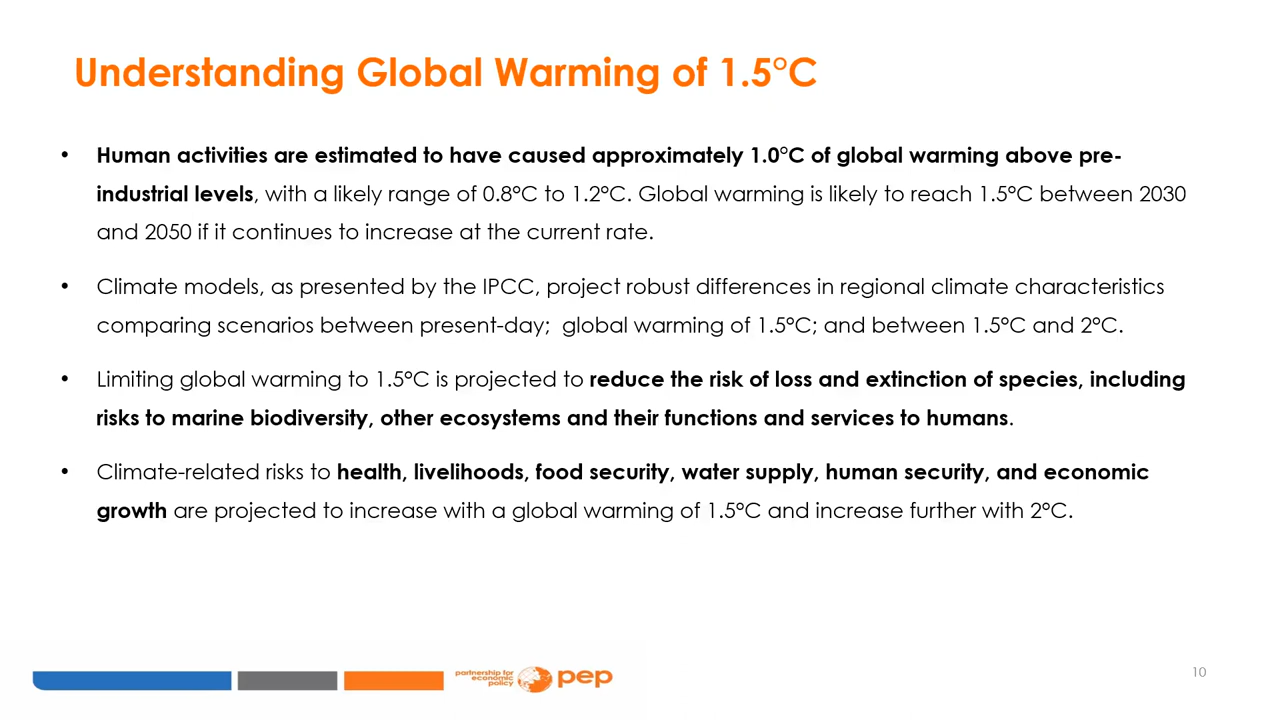 Understanding Global Warming of 1.5°C
• Human activities are estimated to have caused approximately 1.0°C of global warming above pre-
industrial levels, with a likely range of 0.8°C to 1.2°C. Global warming is likely to reach 1.5°C between 2030
and 2050 if it continues to increase at the current rate.
• Climate models, as presented by the IPCC, project robust differences in regional climate characteristics
comparing scenarios between present-day;  global warming of 1.5°C; and between 1.5°C and 2°C.
• Limiting global warming to 1.5°C is projected to reduce the risk of loss and extinction of species, including
risks to marine biodiversity, other ecosystems and their functions and services to humans.
• Climate-related risks to health, livelihoods, food security, water supply, human security, and economic
growth are projected to increase with a global warming of 1.5°C and increase further with 2°C.
partnership for
economic
policy
pep
10